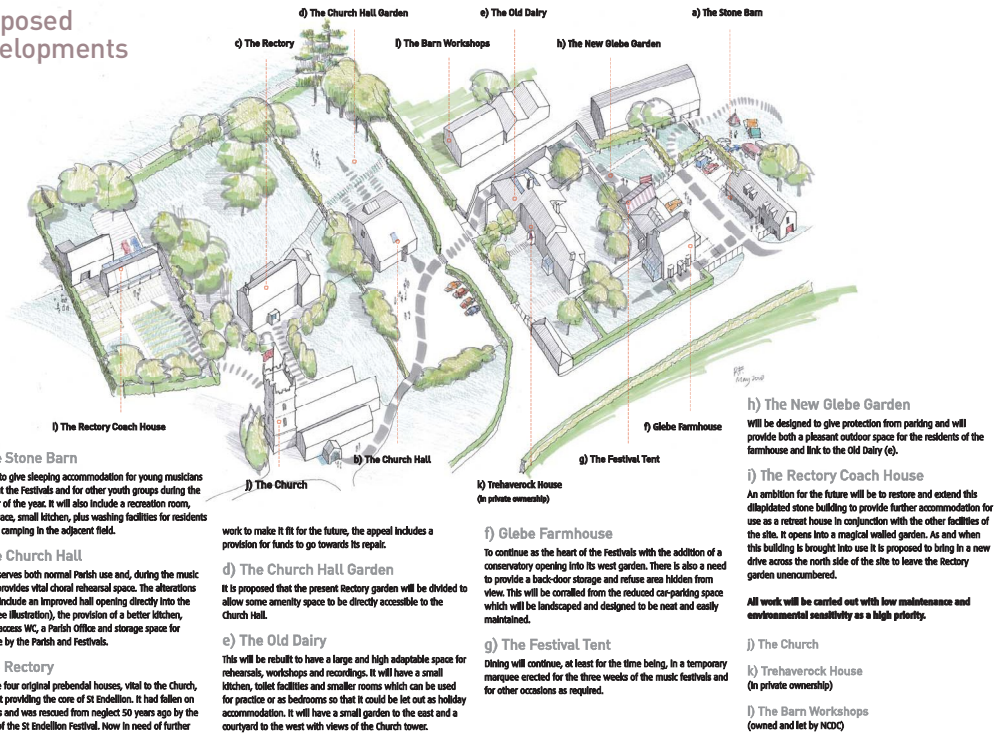 posed
elopments
d) The Church Hall Garden
e) The Old Dairy
a) The Stone Barn
c) The Rectory
l) The Barn Workshops
h) The New Glebe Garden
i) The Rectory Coach House
j) The Church
b) The Church Hall
k) Trehaverock House
(in private ownership)
g) The Festival Tent
f) Glebe Farmhouse
May
e Stone Barn
to give sleeping accommodation for young musicians
t the Festivals and for other youth groups during the
r of the year. It will also include a recreation room,
ace, small kitchen, plus washing facilities for residents
camping in the adjacent field.
e Church Hall
serves both normal Parish use and, during the music
provides vital choral rehearsal space. The alterations
include an improved hall opening directly into the
ee illustration), the provision of a better kitchen,
access WC, a Parish Office and storage space for
e by the Parish and Festivals.
Rectory
e four original prebendal houses, vital to the Church,
t providing the core of St Endellion. It had fallen on
s and was rescued from neglect 50 years ago by the
of the St Endellion Festival. Now in need of further
work to make it fit for the future, the appeal includes a
provision for funds to go towards its repair.
d) The Church Hall Garden
It is proposed that the present Rectory garden will be divided to
allow some amenity space to be directly accessible to the
Church Hall.
e) The Old Dairy
This will be rebuilt to have a large and high adaptable space for
rehearsals, workshops and recordings. It will have a small
kitchen, toilet facilities and smaller rooms which can be used
for practice or as bedrooms so that it could be let out as holiday
accommodation. It will have a small garden to the east and a
courtyard to the west with views of the Church tower.
f) Glebe Farmhouse
To continue as the heart of the Festivals with the addition of a
conservatory opening into its west garden. There is also a need
to provide a back-door storage and refuse area hidden from
view. This will be corralled from the reduced car-parking space
which will be landscaped and designed to be neat and easily
maintained.
g) The Festival Tent
Dining will continue, at least for the time being, in a temporary
marquee erected for the three weeks of the music festivals and
for other occasions as required.
h) The New Glebe Garden
Will be designed to give protection from parking and will
provide both a pleasant outdoor space for the residents of the
farmhouse and link to the Old Dairy (e).
i) The Rectory Coach House
An ambition for the future will be to restore and extend this
dilapidated stone building to provide further accommodation for
use as a retreat house in conjunction with the other facilities of
the site. It opens into a magical walled garden. As and when
this building is brought into use it is proposed to bring in a new
drive across the north side of the site to leave the Rectory
garden unencumbered.
All work will be carried out with low maintenance and
environmental sensitivity as a high priority.
j) The Church
k) Trehaverock House
(in private ownership)
l) The Barn Workshops
(owned and let by NCDC)